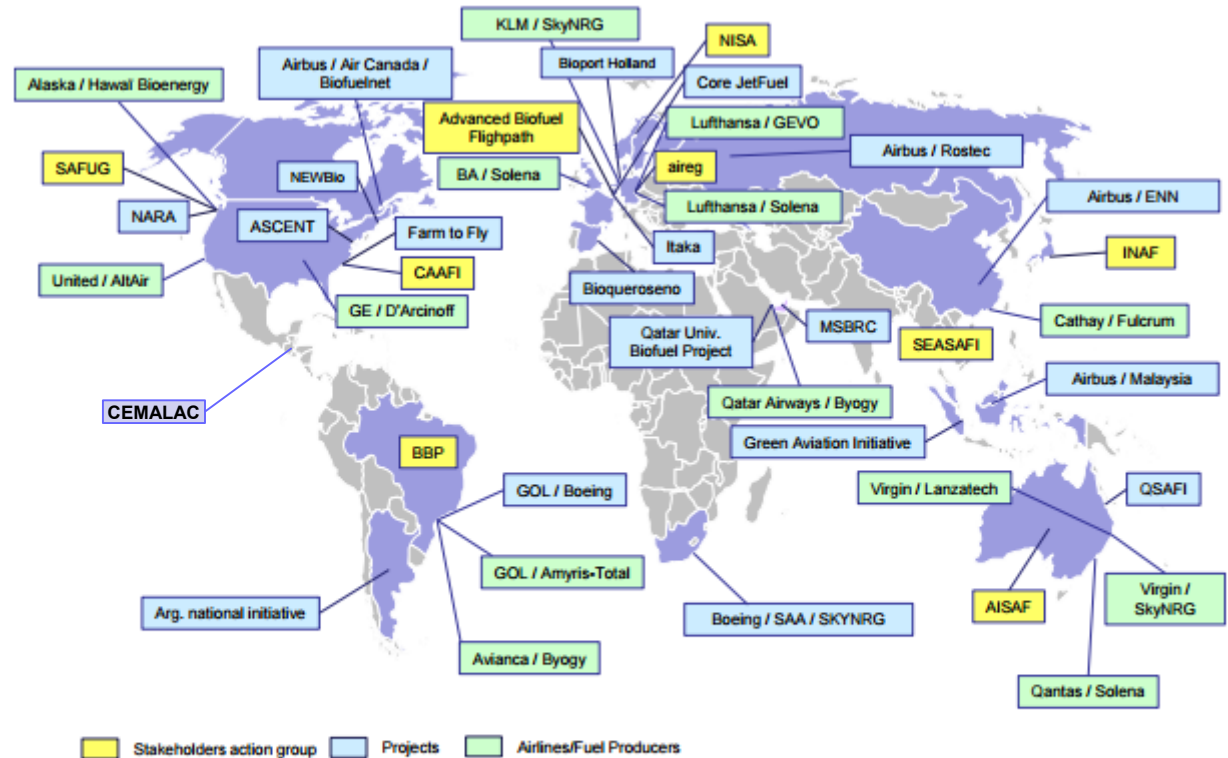 KLM / SkyNRG
NISA
Airbus / Air Canada /
Biofuelnet
Bioport Holland
Core JetFuel
Alaska / Hawaï Bioenergy
Advanced Biofuel
Flighpath
Lufthansa / GEVO
SAFUG
NEWBio
BA / Solena
aireg
Airbus / Rostec
NARA
ASCENT
Farm to Fly
Lufthansa / Solena
Airbus / ENN
Itaka
INAF
United / AltAir
CAAFI
Bioqueroseno
GE / D'Arcinoff
Qatar Univ.
Biofuel Project
MSBRC
SEASAFI
Cathay / Fulcrum
CEMALAC
Qatar Airways / Byogy
Airbus / Malaysia
Green Aviation Initiative
BBP
GOL / Boeing
Virgin / Lanzatech
QSAFI
GOL / Amyris-Total
Arg. national initiative
Boeing / SAA / SKYNRG
AISAF
Virgin /
SkyNRG
Avianca / Byogy
Qantas / Solena
Stakeholders action group
Projects
Airlines/Fuel Producers